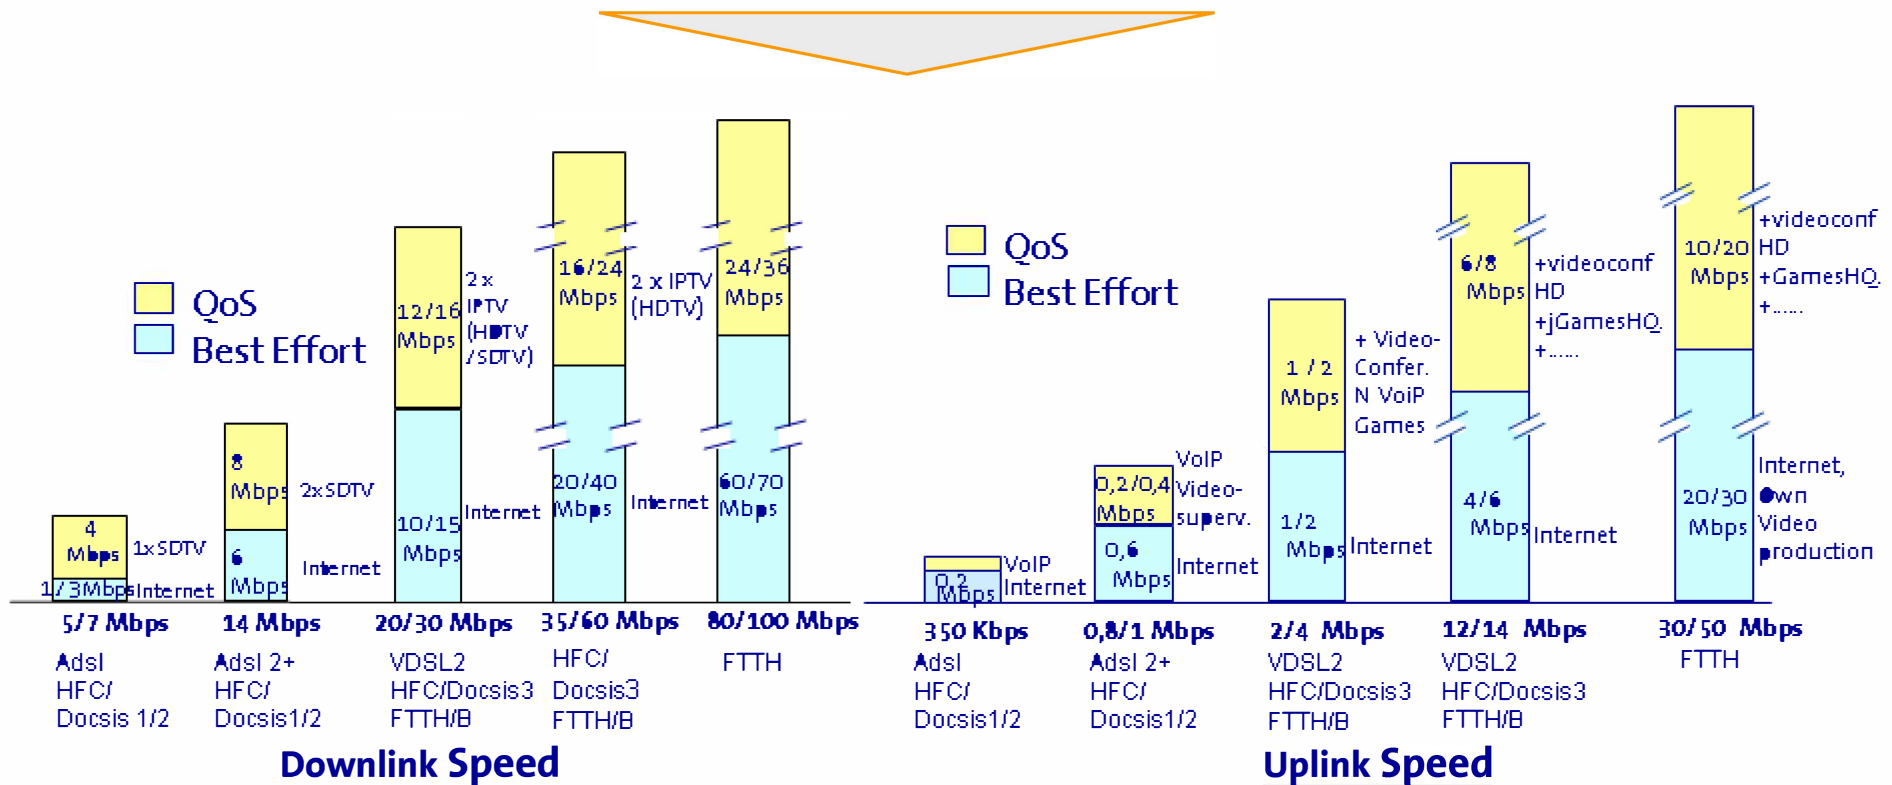 QoS
Best Effort
4
Mbps
1xSDTV
1/3Mbps
Internet
5/7 Mbps
Adsl
HFC/
Docsis 1/2
8
Mbps
2xSDTV
6
Mbps
Internet
14 Mbps
Adsl 2+
HFC/
Docsis1/2
12/16
Mbps
2 x
IPTV
(HDTV
/SDTV)
10/15
Mbps
Internet
20/30 Mbps
VDSL2
HFC/Docsis3
FTTH/B
16/24
Mbps
2 x IPTV
(HDTV)
20/40
Mbps
Internet
35/60 Mbps
HFC/
Docsis3
FTTH/B
24/36
Mbps
60/70
Mbps
80/100 Mbps
FTTH
Downlink Speed
QoS
Best Effort
VoIP
0,2
Mbps
Internet
350 Kbps
Adsl
HFC/
Docsis1/2
0,2/0,4
Mbps
VoIP
Video-
superv.
0,6
Mbps
Internet
0,8/1 Mbps
Adsl 2+
HFC/
Docsis1/2
1 / 2
Mbps
+ Video-
Confer.
N VoiP
Games
1/2
Mbps
Internet
2/4 Mbps
VDSL2
HFC/Docsis3
FTTH/B
6/8
Mbps
+videoconf
HD
+jGamesHQ.
+......
4/6
Mbps
Internet
12/14 Mbps
VDSL2
HFC/Docsis3
FTTH/B
10/20
Mbps
+videoconf
HD
+GamesHQ.
+......
20/30
Mbps
Internet,
Own
Video
production
30/50 Mbps
FTTH
Uplink Speed